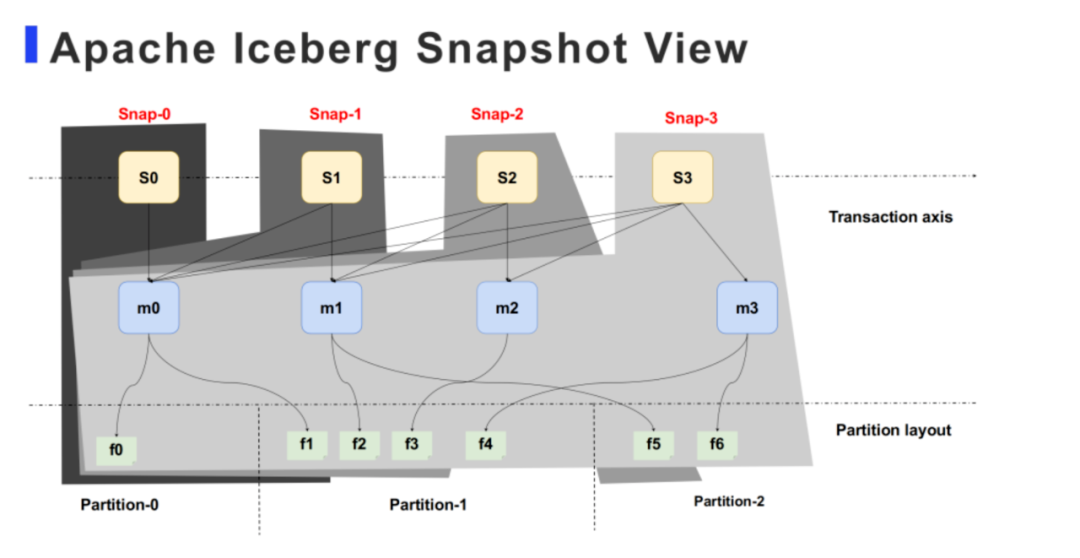 Apache Iceberg Snapshot View
Snap-0
Snap-1
Snap-2
Snap-3
S0
S1
S2
S3
Transaction axis
m0
m1
m2
m3
f0
f1
f2
f3
f4
f5
f6
Partition layout
Partition-0
Partition-1
Partition-2